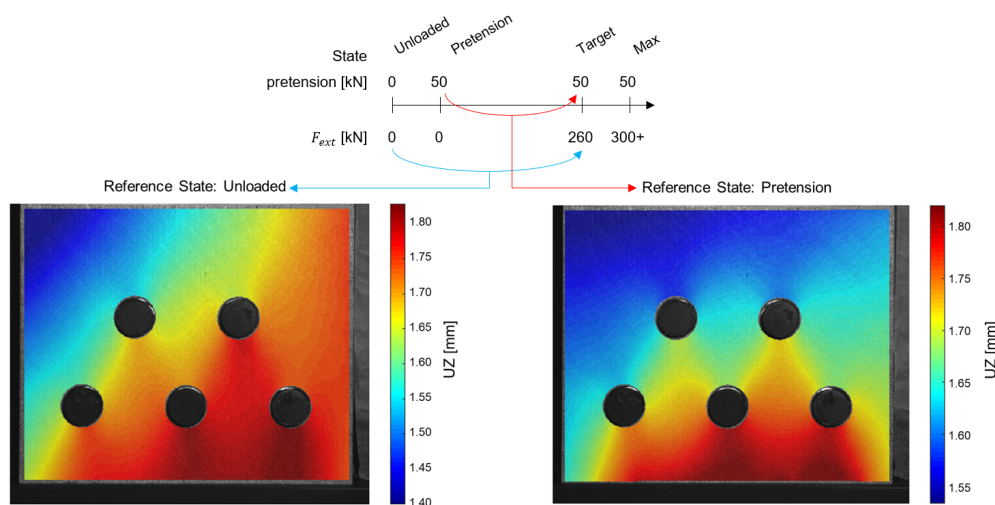 State Unloaded Pretension Target Max
pretension [kN] 0 50 50 50
F_ext [kN] 0 0 260 300+
Reference State: Unloaded
Reference State: Pretension
1.80
1.75
1.70
1.65
1.60
1.55
1.50
1.45
1.40
UZ [mm]
1.80
1.75
1.70
1.65
1.60
1.55
UZ [mm]